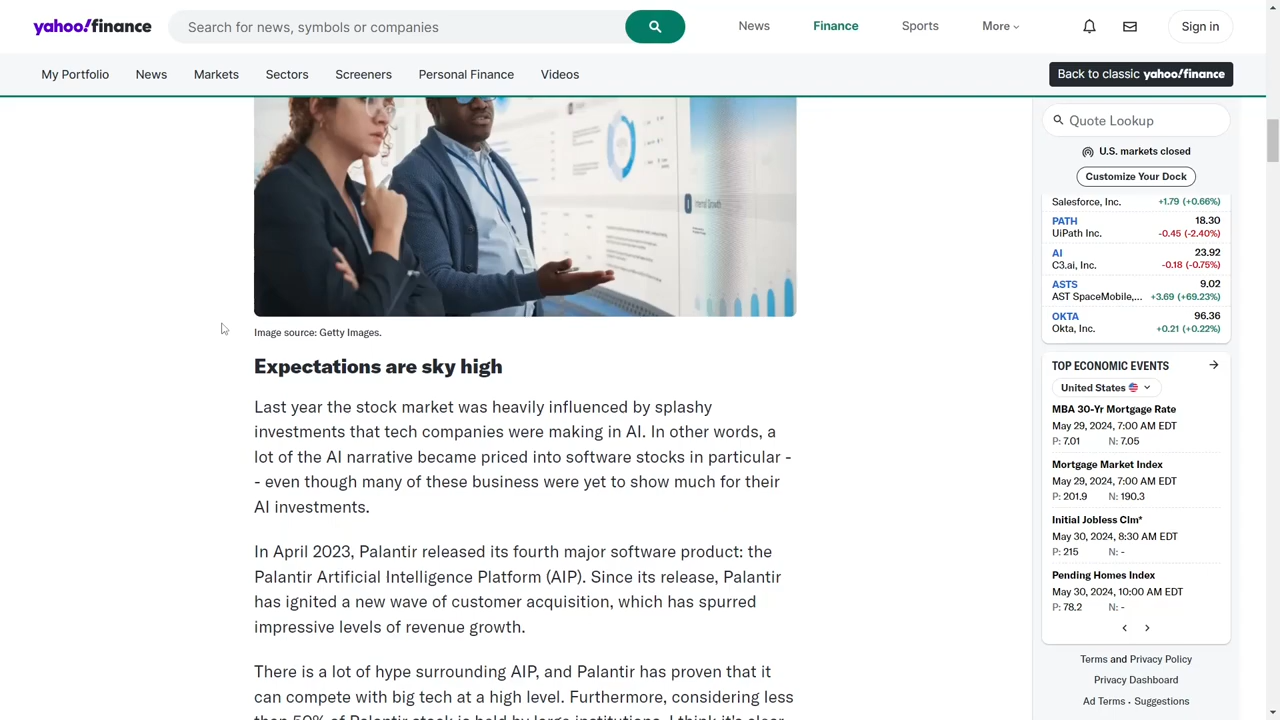 yahoo!finance
Search for news, symbols or companies
News
Finance
Sports
More
Sign in
My Portfolio
News
Markets
Sectors
Screeners
Personal Finance
Videos
Back to classic yahoo!finance
Image source: Getty Images.
Expectations are sky high
Last year the stock market was heavily influenced by splashy
investments that tech companies were making in AI. In other words, a
lot of the AI narrative became priced into software stocks in particular -
- even though many of these business were yet to show much for their
AI investments.
In April 2023, Palantir released its fourth major software product: the
Palantir Artificial Intelligence Platform (AIP). Since its release, Palantir
has ignited a new wave of customer acquisition, which has spurred
impressive levels of revenue growth.
There is a lot of hype surrounding AIP, and Palantir has proven that it
can compete with big tech at a high level. Furthermore, considering less
than 50% of Palantir stock is held by large institutions, I think it's clear
Quote Lookup
U.S. markets closed
Customize Your Dock
Salesforce, Inc. +1.79 (+0.66%)
PATH 18.30
UiPath Inc. -0.45 (-2.40%)
AI 23.92
C3.ai, Inc. -0.18 (-0.75%)
ASTS 9.02
AST SpaceMobile,... +3.69 (+69.23%)
OKTA 96.36
Okta, Inc. +0.21 (+0.22%)
TOP ECONOMIC EVENTS
United States
MBA 30-Yr Mortgage Rate
May 29, 2024, 7:00 AM EDT
P: 7.01 N: 7.05
Mortgage Market Index
May 29, 2024, 7:00 AM EDT
P: 201.9 N: 190.3
Initial Jobless Clm*
May 30, 2024, 8:30 AM EDT
P: 215 N: -
Pending Homes Index
May 30, 2024, 10:00 AM EDT
P: 78.2 N: -
Terms and Privacy Policy
Privacy Dashboard
Ad Terms • Suggestions